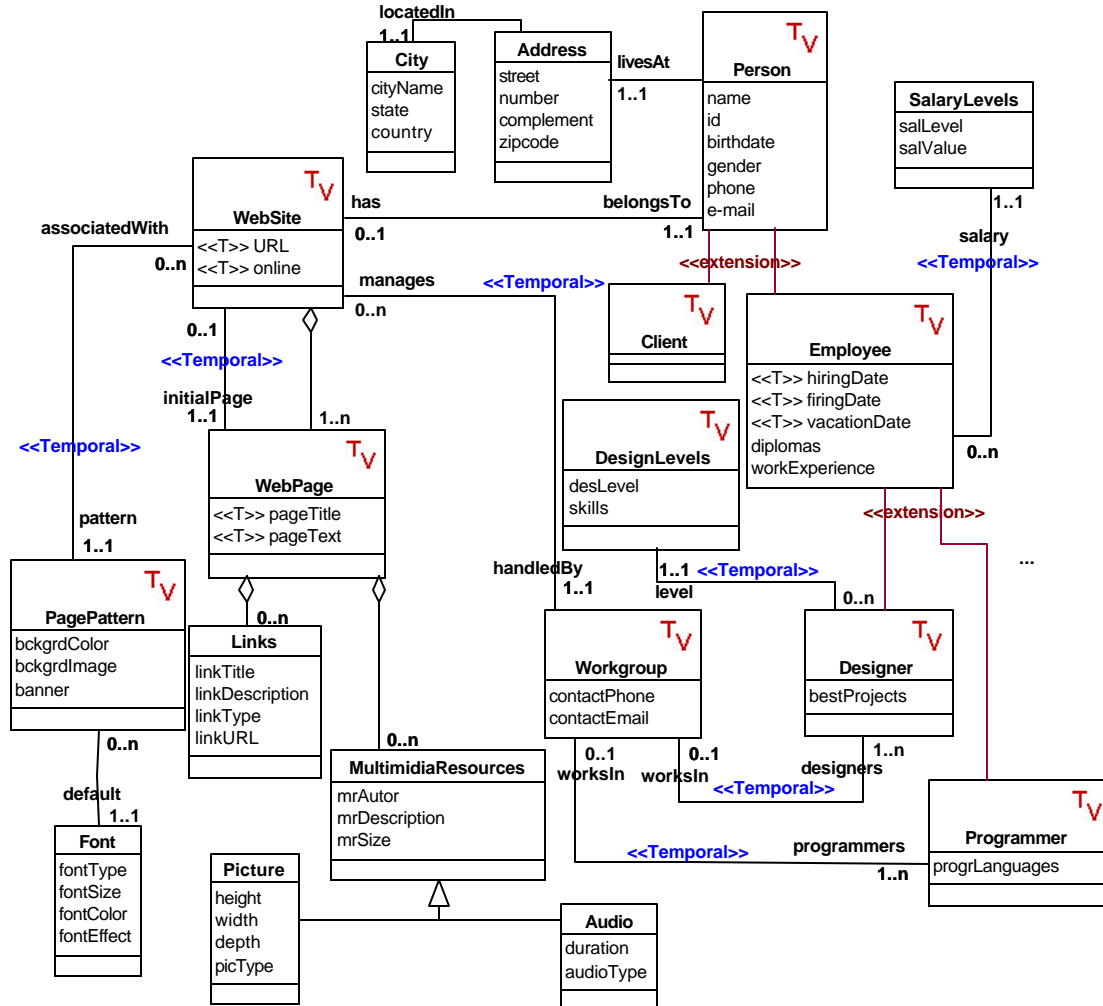 locatedIn
1..1
City
cityName
state
country
Address
street
number
complement
zipcode
livesAt
1..1
TV
Person
name
id
birthdate
gender
phone
e-mail
SalaryLevels
salLevel
salValue
1..1
salary
<<Temporal>>
TV
WebSite
<<T>> URL
<<T>> online
has
0..1
belongsTo
1..1
associatedWith
0..n
manages
0..n
<<Temporal>>
<<extension>>
TV
Client
TV
Employee
<<T>> hiringDate
<<T>> firingDate
<<T>> vacationDate
diplomas
workExperience
0..n
0..1
<<Temporal>>
initialPage
1..1
1..n
<<Temporal>>
pattern
1..1
TV
WebPage
<<T>> pageTitle
<<T>> pageText
TV
DesignLevels
desLevel
skills
<<extension>>
...
handledBy
1..1
1..1
level
<<Temporal>>
0..n
TV
PagePattern
bckgrdColor
bckgrdImage
banner
0..n
Links
linkTitle
linkDescription
linkType
linkURL
TV
Workgroup
contactPhone
contactEmail
TV
Designer
bestProjects
0..n
default
1..1
0..n
MultimidiaResources
mrAutor
mrDescription
mrSize
0..1
worksIn
0..1
worksIn
1..n
designers
<<Temporal>>
<<Temporal>>
programmers
1..n
TV
Programmer
progrLanguages
Font
fontType
fontSize
fontColor
fontEffect
Picture
height
width
depth
picType
Audio
duration
audioType